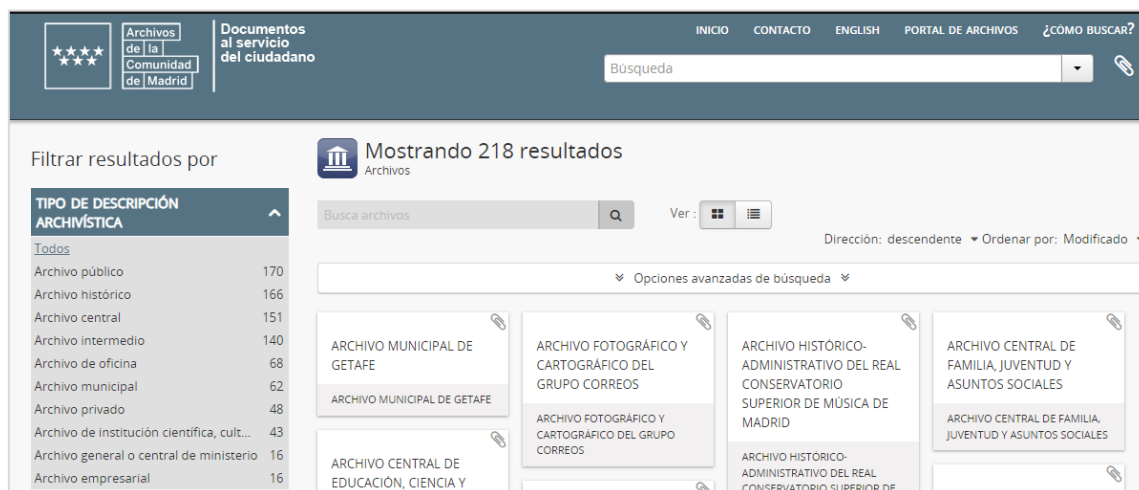 Archivos
de la
Comunidad
de Madrid
Documentos
al servicio
del ciudadano
INICIO CONTACTO ENGLISH PORTAL DE ARCHIVOS ¿CÓMO BUSCAR?
Búsqueda
Filtrar resultados por
TIPO DE DESCRIPCIÓN
ARCHIVÍSTICA
Todos
Archivo público 170
Archivo histórico 166
Archivo central 151
Archivo intermedio 140
Archivo de oficina 68
Archivo municipal 62
Archivo privado 48
Archivo de institución científica, cult... 43
Archivo general o central de ministerio 16
Archivo empresarial 16
Mostrando 218 resultados
Archivos
Busca archivos
Ver :
Dirección: descendente Ordenar por: Modificado
Opciones avanzadas de búsqueda
ARCHIVO MUNICIPAL DE
GETAFE
ARCHIVO MUNICIPAL DE GETAFE
ARCHIVO CENTRAL DE
EDUCACIÓN, CIENCIA Y
ARCHIVO FOTOGRÁFICO Y
CARTOGRÁFICO DEL
GRUPO CORREOS
ARCHIVO FOTOGRÁFICO Y
CARTOGRÁFICO DEL GRUPO
CORREOS
ARCHIVO HISTÓRICO-
ADMINISTRATIVO DEL REAL
CONSERVATORIO
SUPERIOR DE MÚSICA DE
MADRID
ARCHIVO HISTÓRICO-
ADMINISTRATIVO DEL REAL
CONSERVATORIO SUPERIOR DE
ARCHIVO CENTRAL DE
FAMILIA, JUVENTUD Y
ASUNTOS SOCIALES
ARCHIVO CENTRAL DE FAMILIA,
JUVENTUD Y ASUNTOS SOCIALES